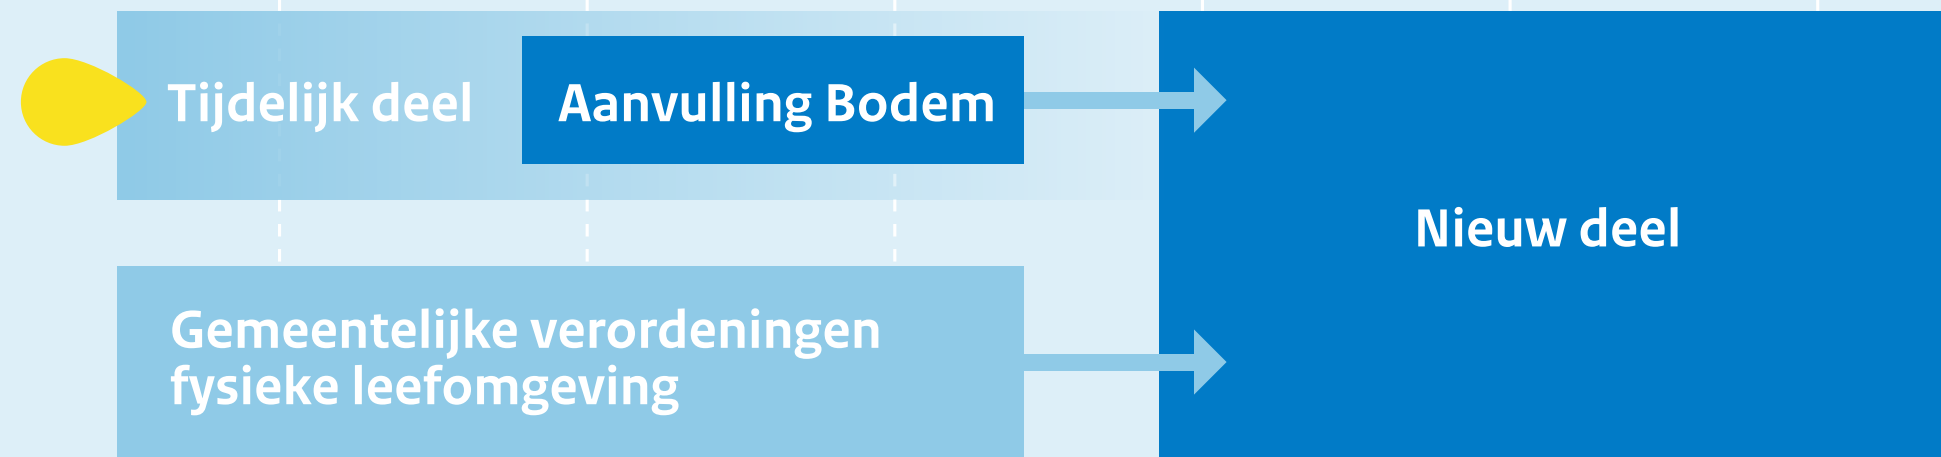 Tijdelijk deel
Aanvulling Bodem
Nieuw deel
Gemeentelijke verordeningen
fysieke leefomgeving